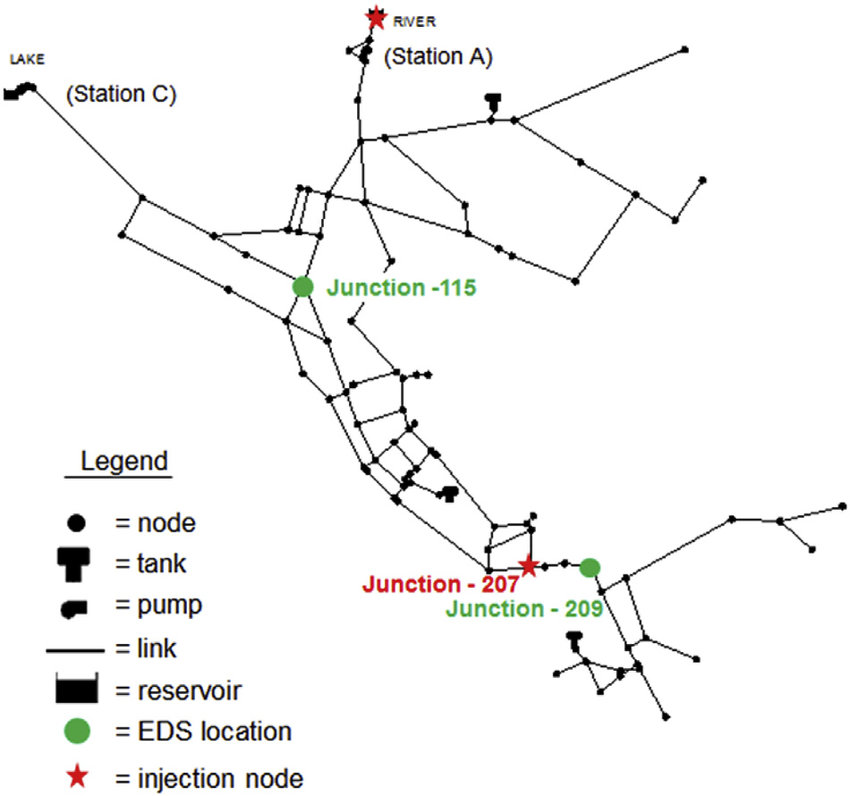 RIVER
(Station A)
LAKE
(Station C)
Junction -115
Junction - 207
Junction - 209
Legend
= node
= tank
= pump
= link
= reservoir
= EDS location
= injection node